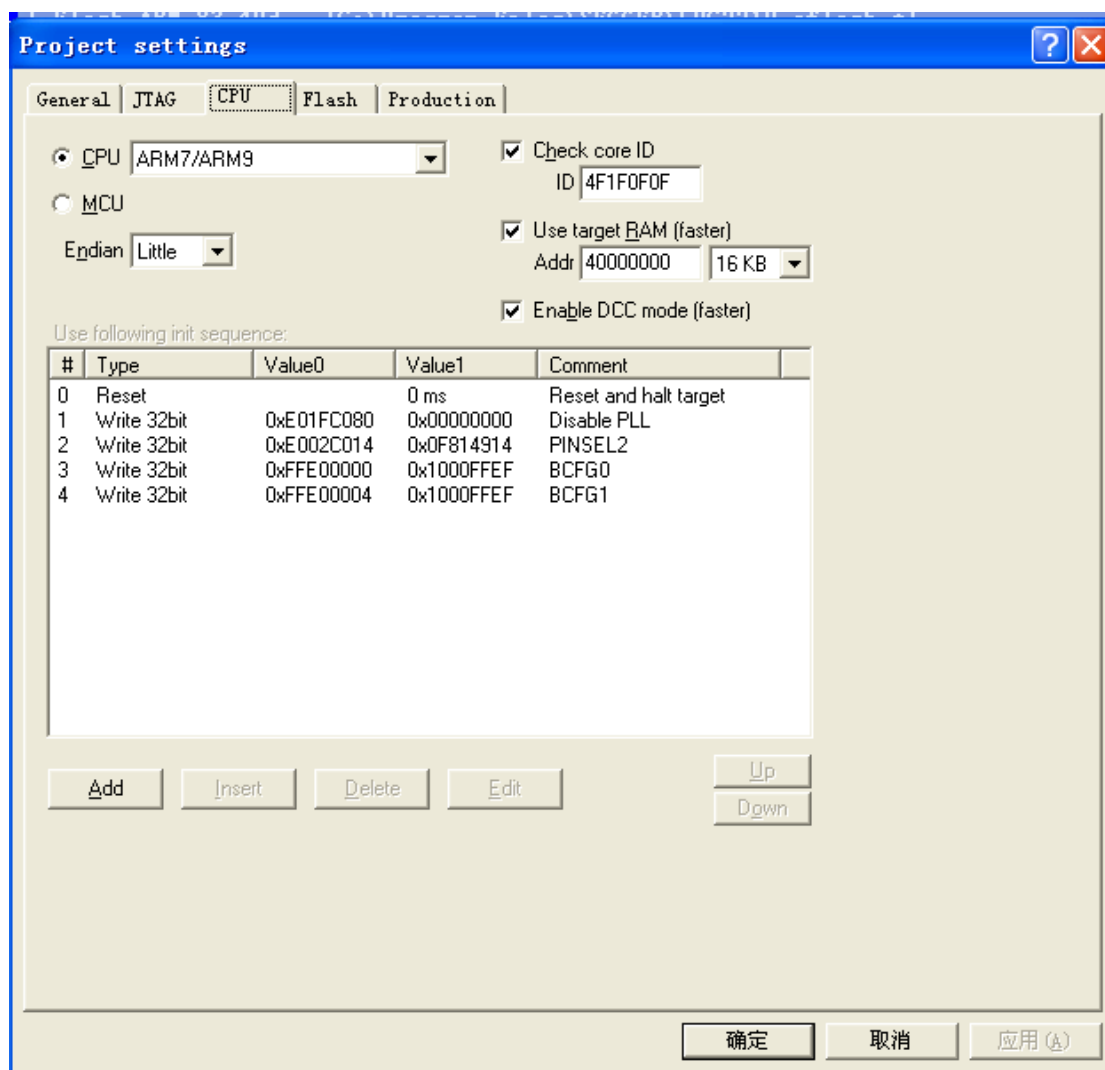 Project settings
General JTAG CPU Flash Production
CPU ARM7/ARM9
MCU
Endian Little
Check core ID
ID 4F1F0F0F
Use target RAM (faster)
Addr 40000000 16 KB
Enable DCC mode (faster)
Use following init sequence:
# Type Value0 Value1 Comment
0 Reset 0 ms Reset and halt target
1 Write 32bit 0xE01FC080 0x00000000 Disable PLL
2 Write 32bit 0xE002C014 0x0F814914 PINSEL2
3 Write 32bit 0xFFE00000 0x1000FFEF BCFG0
4 Write 32bit 0xFFE00004 0x1000FFEF BCFG1
Add Insert Delete Edit Up
Down
确定 取消 应用(A)